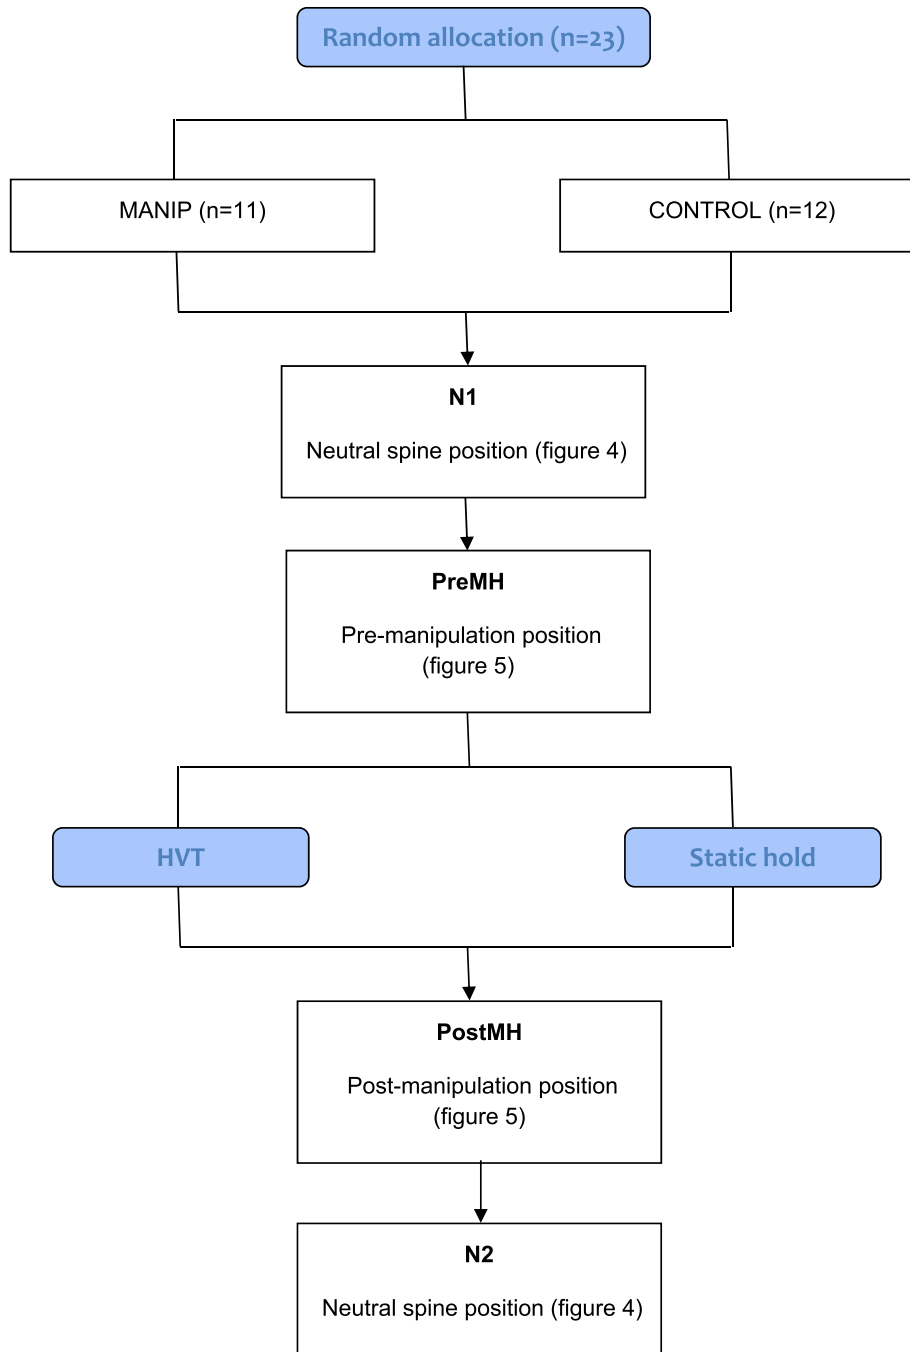 Random allocation (n=23)
MANIP (n=11)
CONTROL (n=12)
N1
Neutral spine position (figure 4)
PreMH
Pre-manipulation position
(figure 5)
HVT
Static hold
PostMH
Post-manipulation position
(figure 5)
N2
Neutral spine position (figure 4)